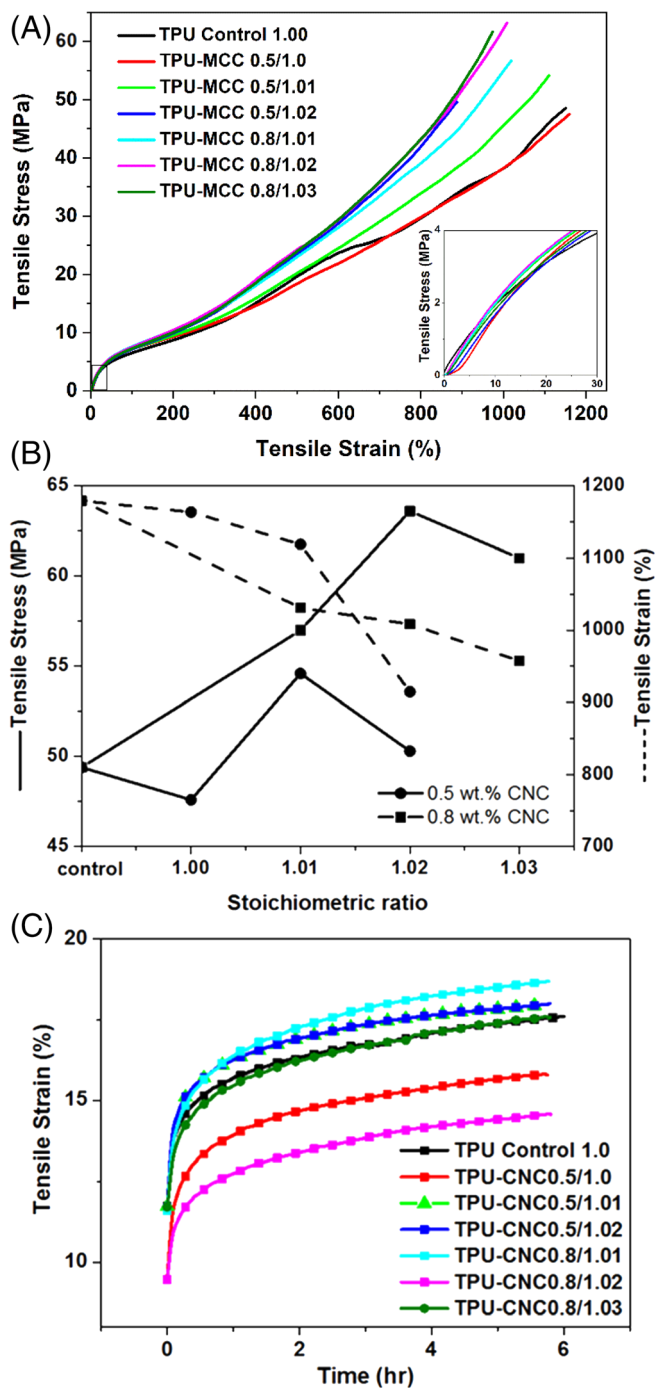 (A)
TPU Control 1.00
TPU-MCC 0.5/1.0
TPU-MCC 0.5/1.01
TPU-MCC 0.5/1.02
TPU-MCC 0.8/1.01
TPU-MCC 0.8/1.02
TPU-MCC 0.8/1.03
Tensile Stress (MPa)
60
50
40
30
20
10
0
0 200 400 600 800 1000 1200
Tensile Strain (%)
Tensile Stress (MPa)
4
2
0
0 5 10 15 20 30
Tensile Strain (%)
(B)
Tensile Stress (MPa)
65
60
55
50
45
control 1.00 1.01 1.02 1.03
Stoichiometric ratio
1200
1100
1000
900
800
700
Tensile Strain (%)
0.5 wt.% CNC
0.8 wt.% CNC
(C)
Tensile Strain (%)
20
15
10
0 2 4 6
Time (hr)
TPU Control 1.0
TPU-CNC0.5/1.0
TPU-CNC0.5/1.01
TPU-CNC0.5/1.02
TPU-CNC0.8/1.01
TPU-CNC0.8/1.02
TPU-CNC0.8/1.03